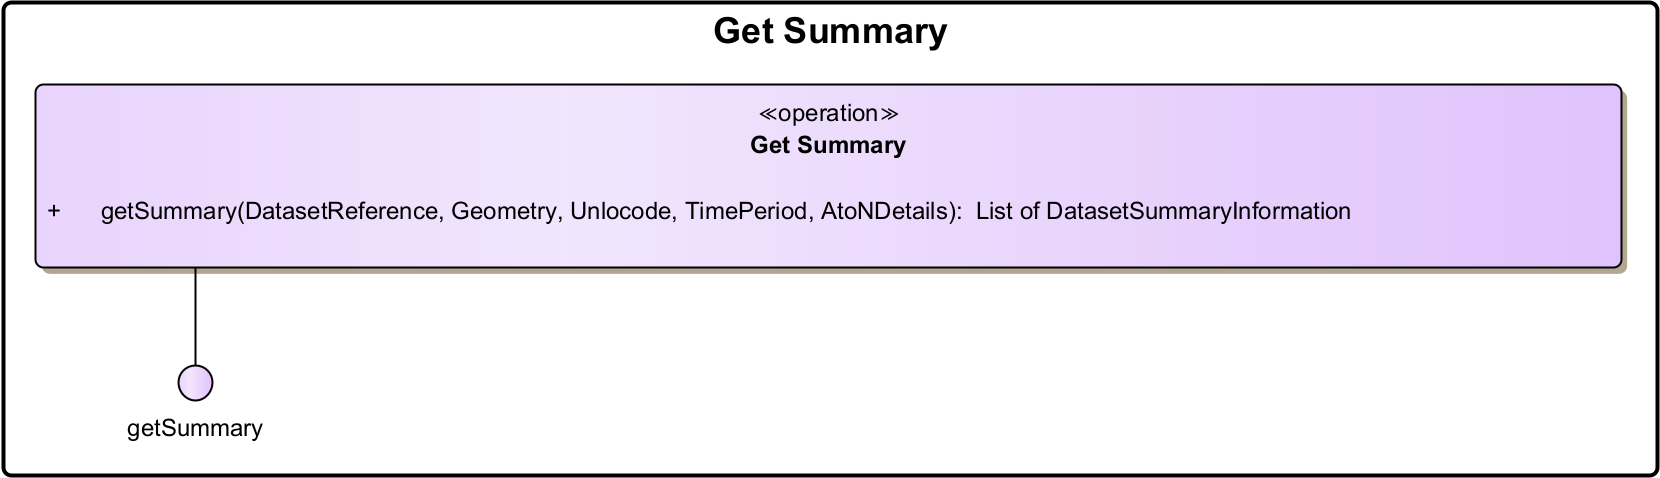 Get Summary
≪operation≫
Get Summary
+ getSummary(DatasetReference, Geometry, Unlocode, TimePeriod, AtoNDetails): List of DatasetSummaryInformation
getSummary